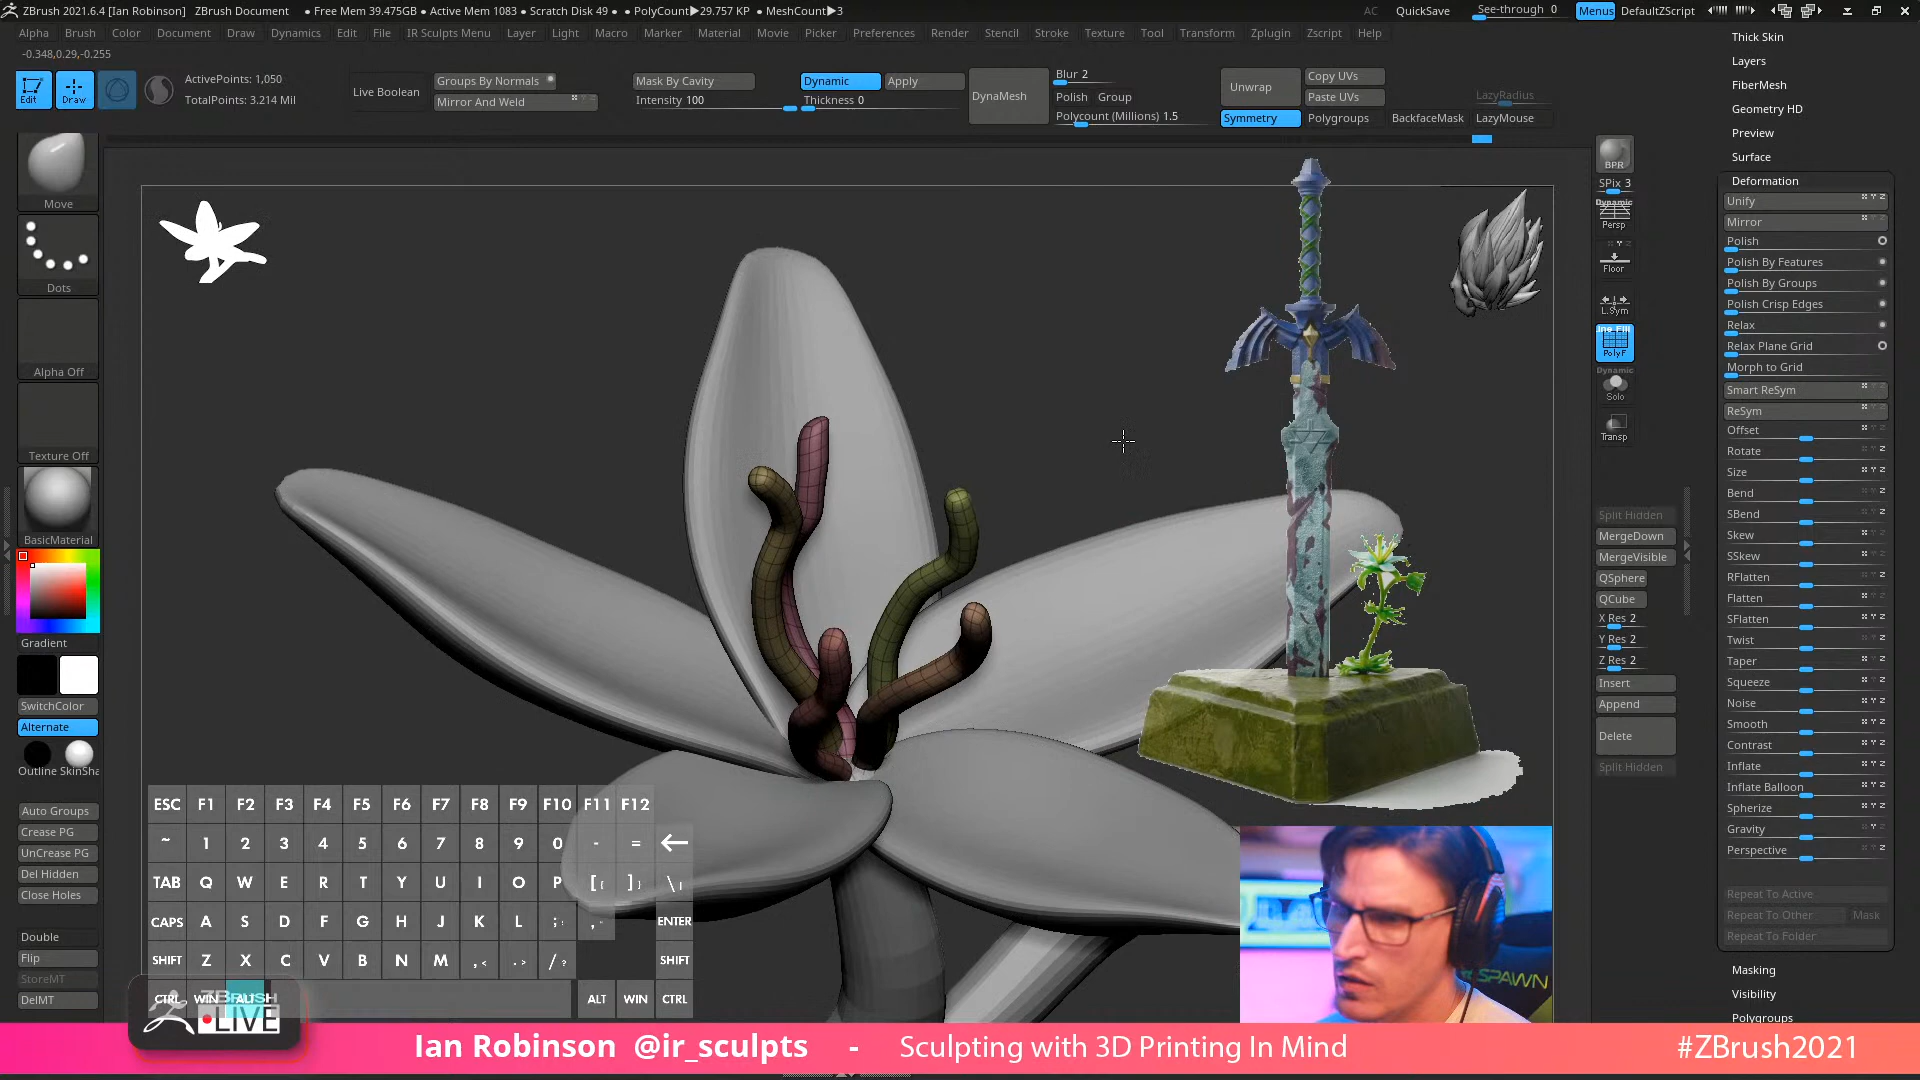 ZBrush 2021.6.4 [Ian Robinson] ZBrush Document ● Free Mem 39.475GB ● Active Mem 1083 ● Scratch Disk 49 ● PolyCount▶29.757 KP ● MeshCount▶3 AC QuickSave See-through 0 Menus DefaultZScript
Alpha Brush Color Document Draw Dynamics Edit File IR Sculpts Menu Layer Light Macro Marker Material Movie Picker Preferences Render Stencil Stroke Texture Tool Transform Zplugin Zscript Help
-0.348,0.29,-0.255
Edit
Draw
ActivePoints: 1,050
TotalPoints: 3.214 Mil
Live Boolean
Groups By Normals
Mirror And Weld
Mask By Cavity
Intensity 100
Dynamic
Apply
Thickness 0
DynaMesh
Blur 2
Polish Group
Polycount (Millions) 1.5
Unwrap
Copy UVs
Paste UVs
Symmetry
Polygroups
BackfaceMask
LazyRadius
LazyMouse
Move
Dots
Alpha Off
Texture Off
BasicMaterial
Gradient
SwitchColor
Alternate
Outline SkinSha
Auto Groups
Crease PG
UnCrease PG
Del Hidden
Close Holes
Double
Flip
StoreMT
DelMT
BPR
SPix 3
Dynamic
Persp
Floor
L.Sym
Line Fill
PolyF
Dynamic
Solo
Transp
Split Hidden
MergeDown
MergeVisible
QSphere
QCube
X Res 2
Y Res 2
Z Res 2
Insert
Append
Delete
Split Hidden
Thick Skin
Layers
FiberMesh
Geometry HD
Preview
Surface
Deformation
Unify
Mirror
Polish
Polish By Features
Polish By Groups
Polish Crisp Edges
Relax
Relax Plane Grid
Morph to Grid
Smart ReSym
ReSym
Offset
Rotate
Size
Bend
SBend
Skew
SSkew
RFlatten
Flatten
SFlatten
Twist
Taper
Squeeze
Noise
Smooth
Contrast
Inflate
Inflate Balloon
Spherize
Gravity
Perspective
Repeat To Active
Repeat To Other Mask
Repeat To Folder
Masking
Visibility
Polygroups
ESC F1 F2 F3 F4 F5 F6 F7 F8 F9 F10 F11 F12
~ 1 2 3 4 5 6 7 8 9 0 - = ←
TAB Q W E R T Y U I O P [{ ]} \|
CAPS A S D F G H J K L ;: ," ENTER
SHIFT Z X C V B N M ,< .> /? SHIFT
CTRL WIN ALT ALT WIN CTRL
ZBRUSH
LIVE
SPAWN
Ian Robinson @ir_sculpts - Sculpting with 3D Printing In Mind #ZBrush2021